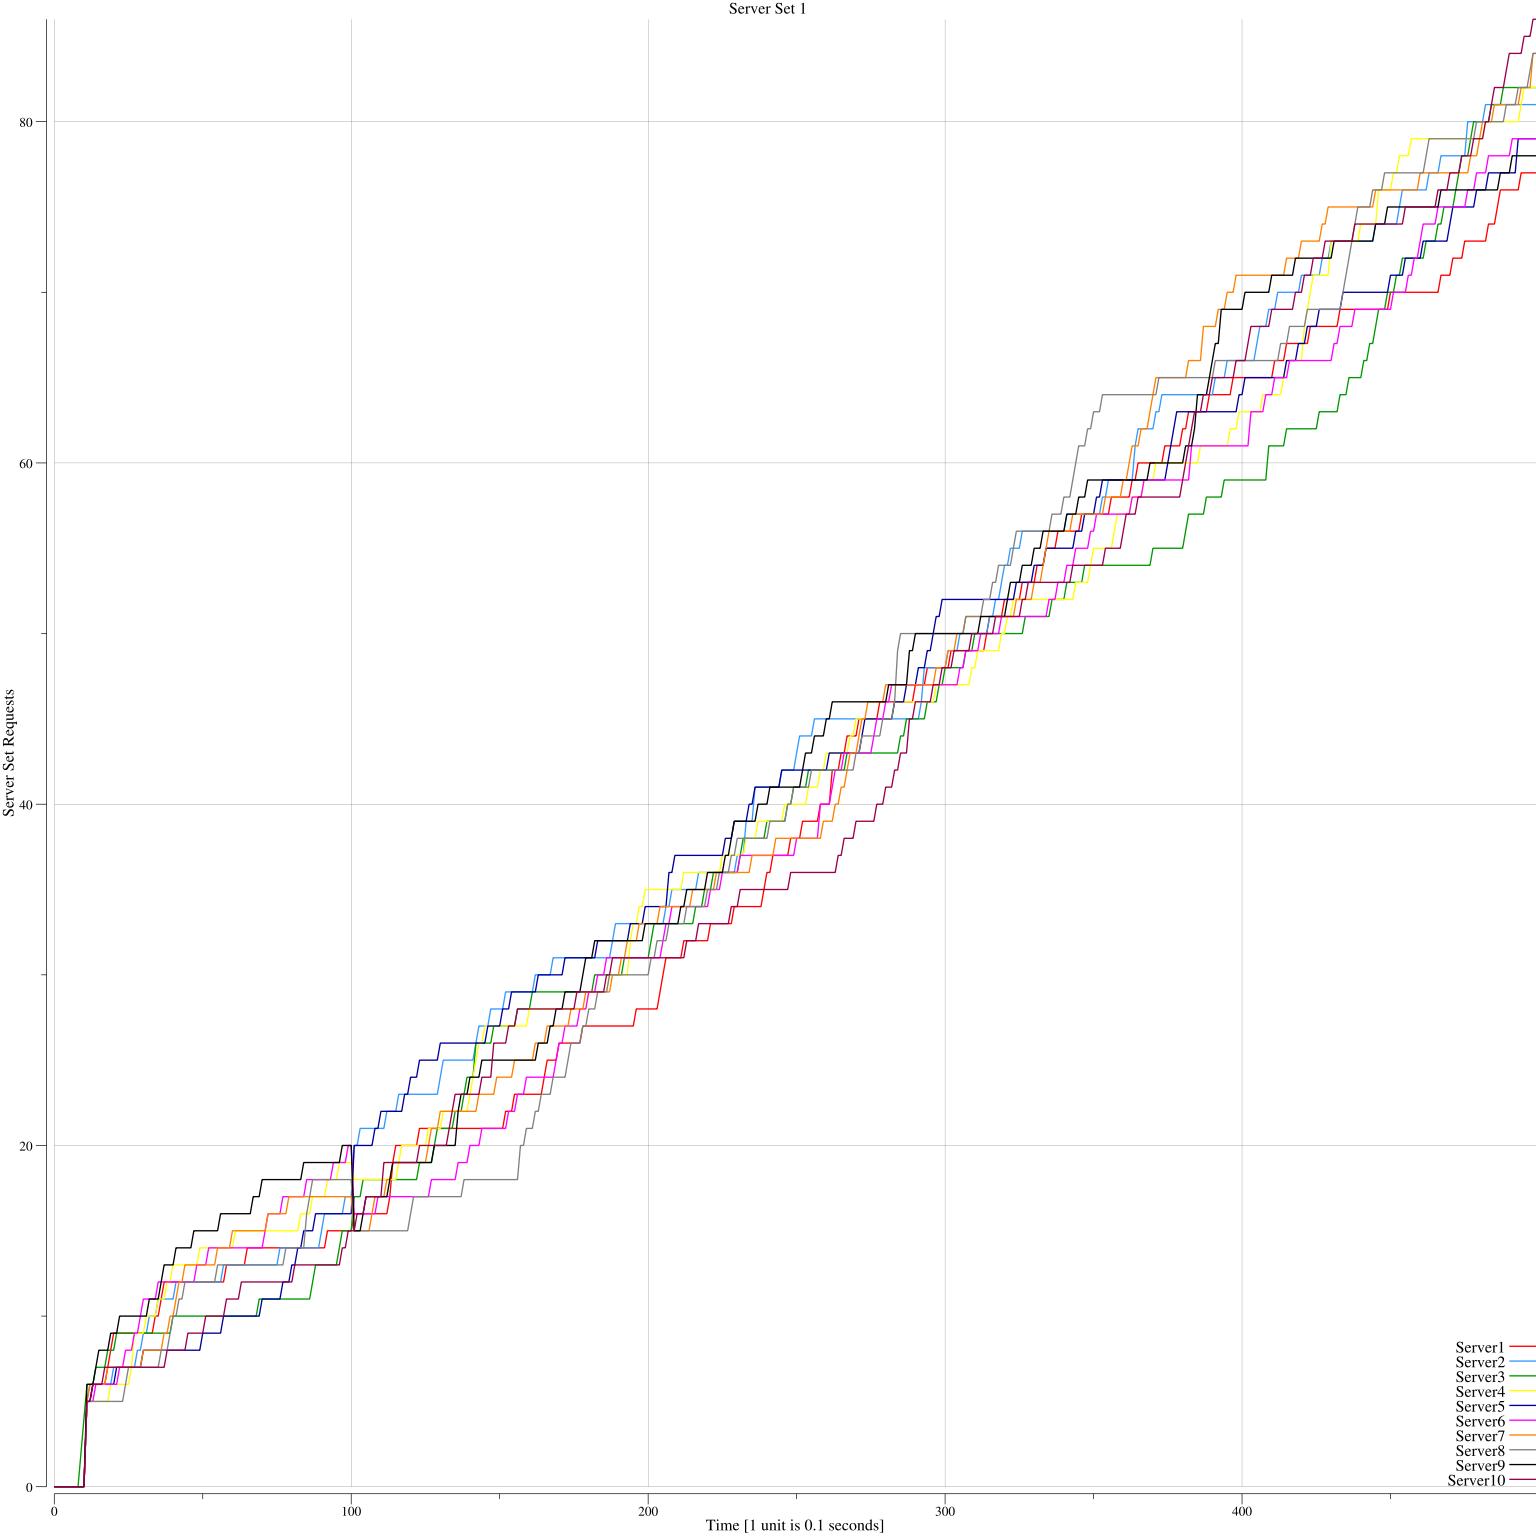 Server Set 1
80
60
40
20
0
Server Set Requests
0 100 200 300 400
Time [1 unit is 0.1 seconds]
Server1
Server2
Server3
Server4
Server5
Server6
Server7
Server8
Server9
Server10